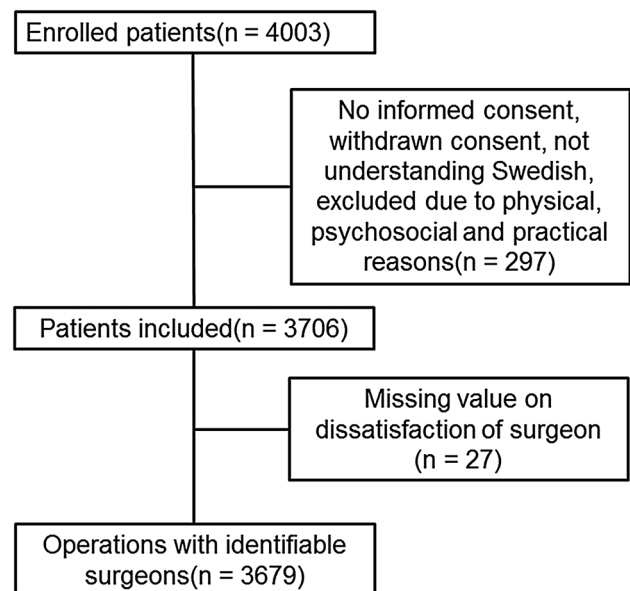 Enrolled patients(n = 4003)
No informed consent,
withdrawn consent, not
understanding Swedish,
excluded due to physical,
psychosocial and practical
reasons(n = 297)
Patients included(n = 3706)
Missing value on
dissatisfaction of surgeon
(n = 27)
Operations with identifiable
surgeons(n = 3679)